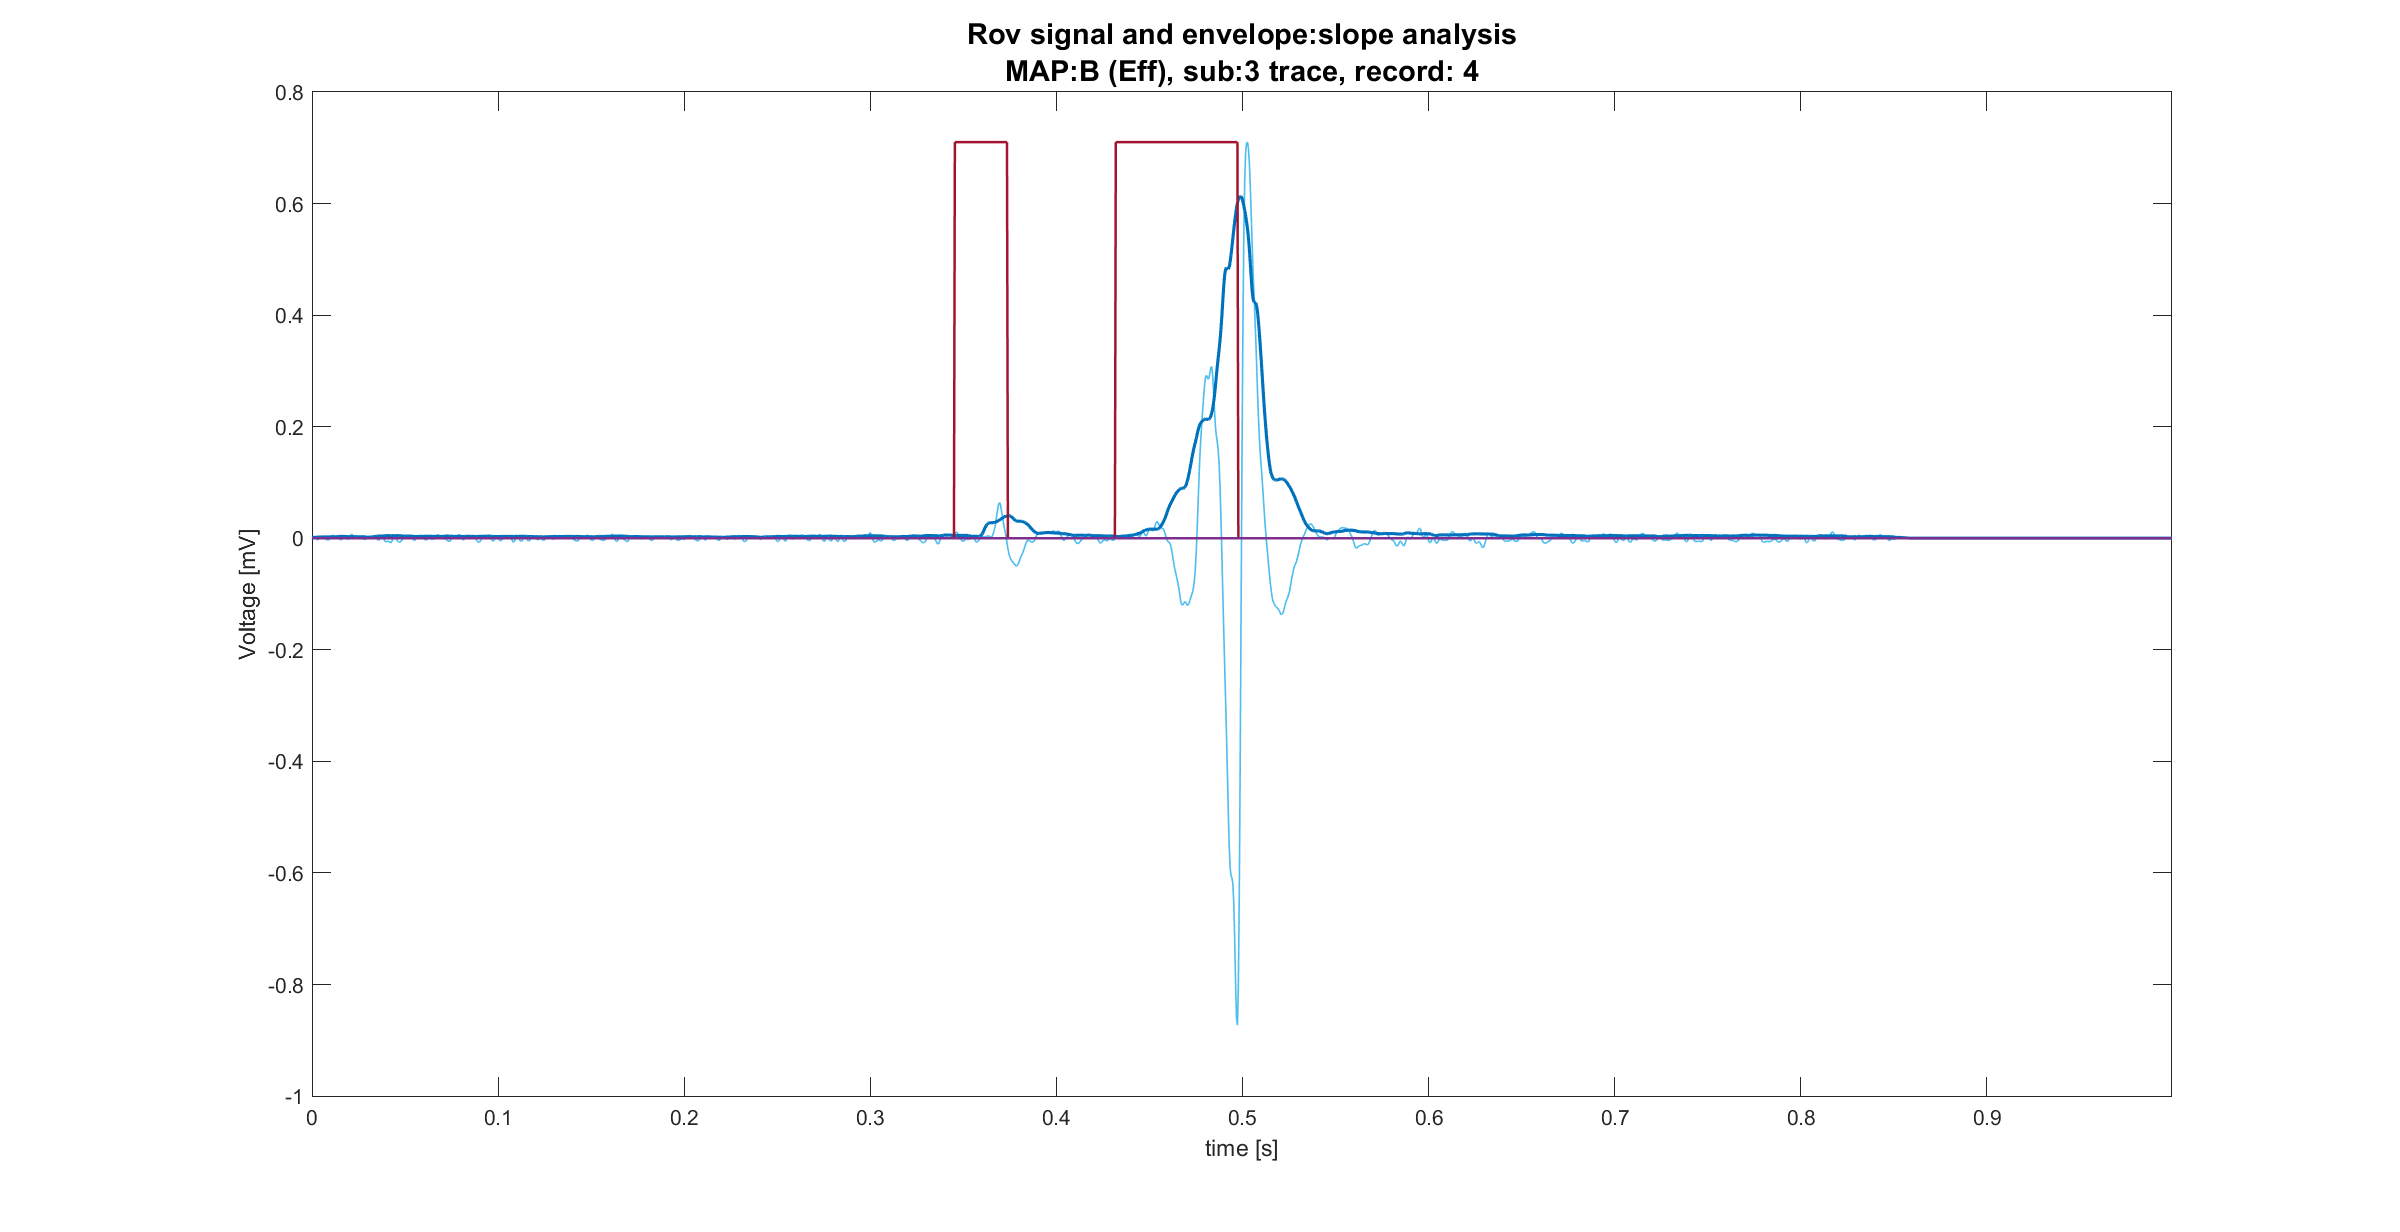 Rov signal and envelope:slope analysis
MAP:B (Eff), sub:3 trace, record: 4
0.8
0.6
0.4
0.2
0
-0.2
-0.4
-0.6
-0.8
-1
Voltage [mV]
0 0.1 0.2 0.3 0.4 0.5 0.6 0.7 0.8 0.9
time [s]